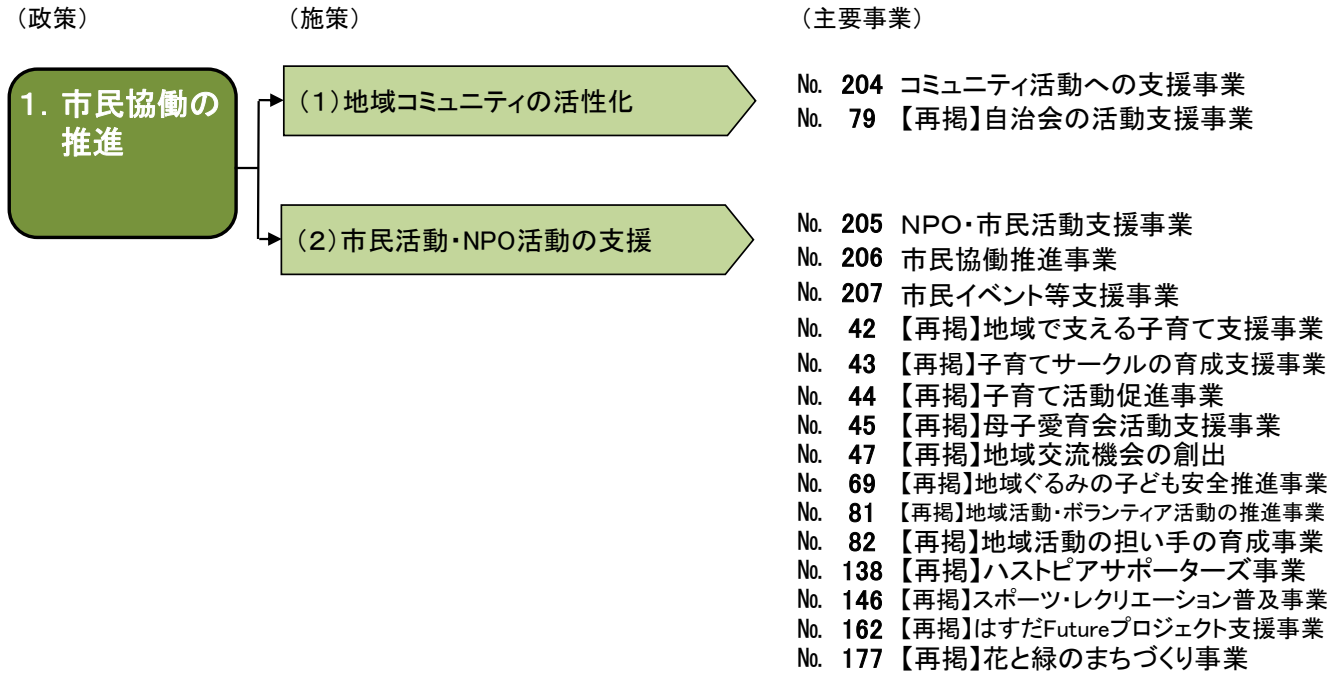 （政策）
（施策）
（主要事業）
1．市民協働の
推進
（1）地域コミュニティの活性化
№ 204 コミュニティ活動への支援事業
№ 79 【再掲】自治会の活動支援事業
（2）市民活動・NPO活動の支援
№ 205 ＮＰＯ・市民活動支援事業
№ 206 市民協働推進事業
№ 207 市民イベント等支援事業
№ 42 【再掲】地域で支える子育て支援事業
№ 43 【再掲】子育てサークルの育成支援事業
№ 44 【再掲】子育て活動促進事業
№ 45 【再掲】母子愛育会活動支援事業
№ 47 【再掲】地域交流機会の創出
№ 69 【再掲】地域ぐるみの子ども安全推進事業
№ 81 【再掲】地域活動・ボランティア活動の推進事業
№ 82 【再掲】地域活動の担い手の育成事業
№ 138 【再掲】ハストピアサポーターズ事業
№ 146 【再掲】スポーツ・レクリエーション普及事業
№ 162 【再掲】はすだFutureプロジェクト支援事業
№ 177 【再掲】花と緑のまちづくり事業